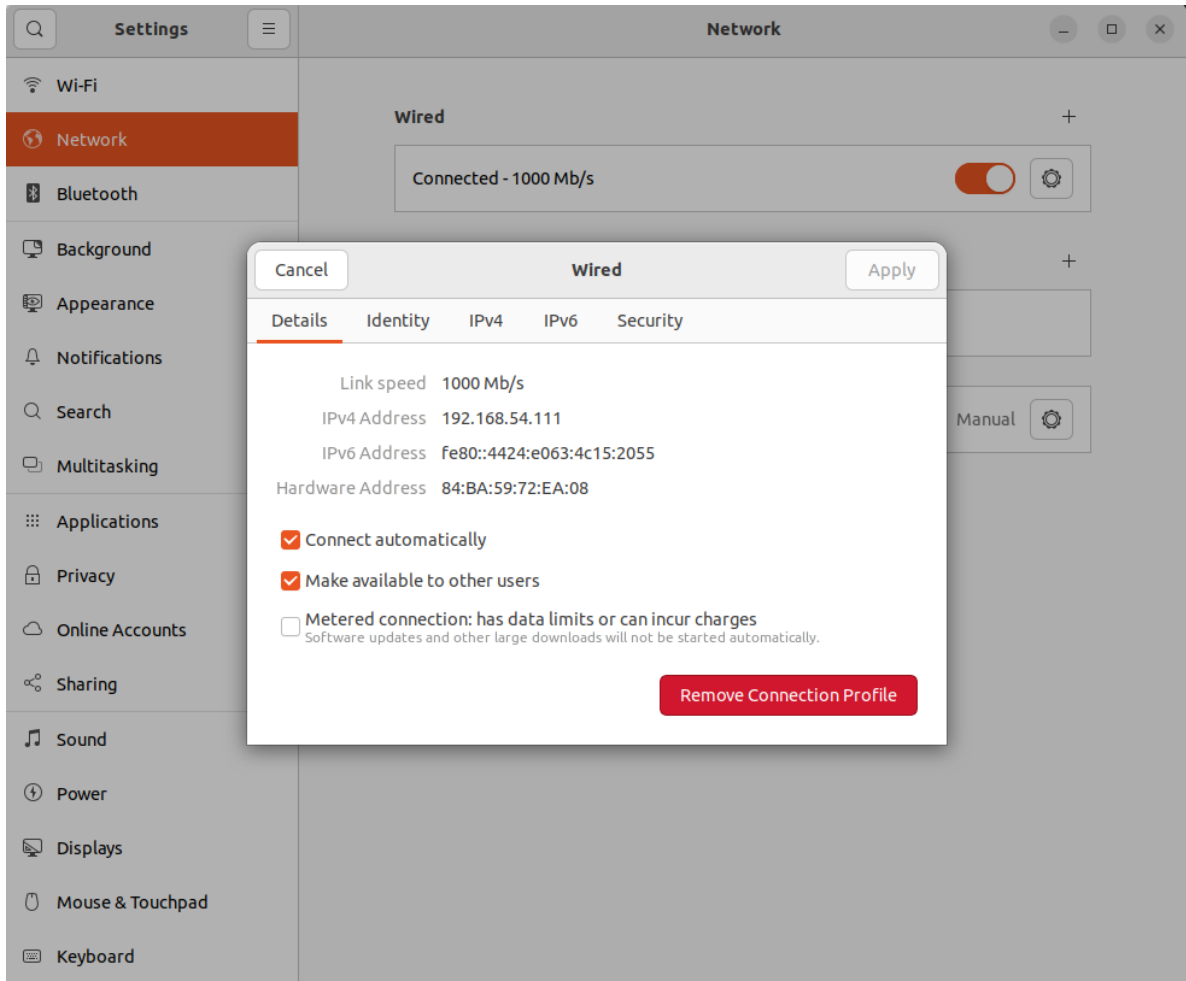 Settings
Network
Wi-Fi
Network
Bluetooth
Background
Appearance
Notifications
Search
Multitasking
Applications
Privacy
Online Accounts
Sharing
Sound
Power
Displays
Mouse & Touchpad
Keyboard
Wired
Connected - 1000 Mb/s
Manual
Cancel
Wired
Apply
Details Identity IPv4 IPv6 Security
Link speed 1000 Mb/s
IPv4 Address 192.168.54.111
IPv6 Address fe80::4424:e063:4c15:2055
Hardware Address 84:BA:59:72:EA:08
Connect automatically
Make available to other users
Metered connection: has data limits or can incur charges
Software updates and other large downloads will not be started automatically.
Remove Connection Profile